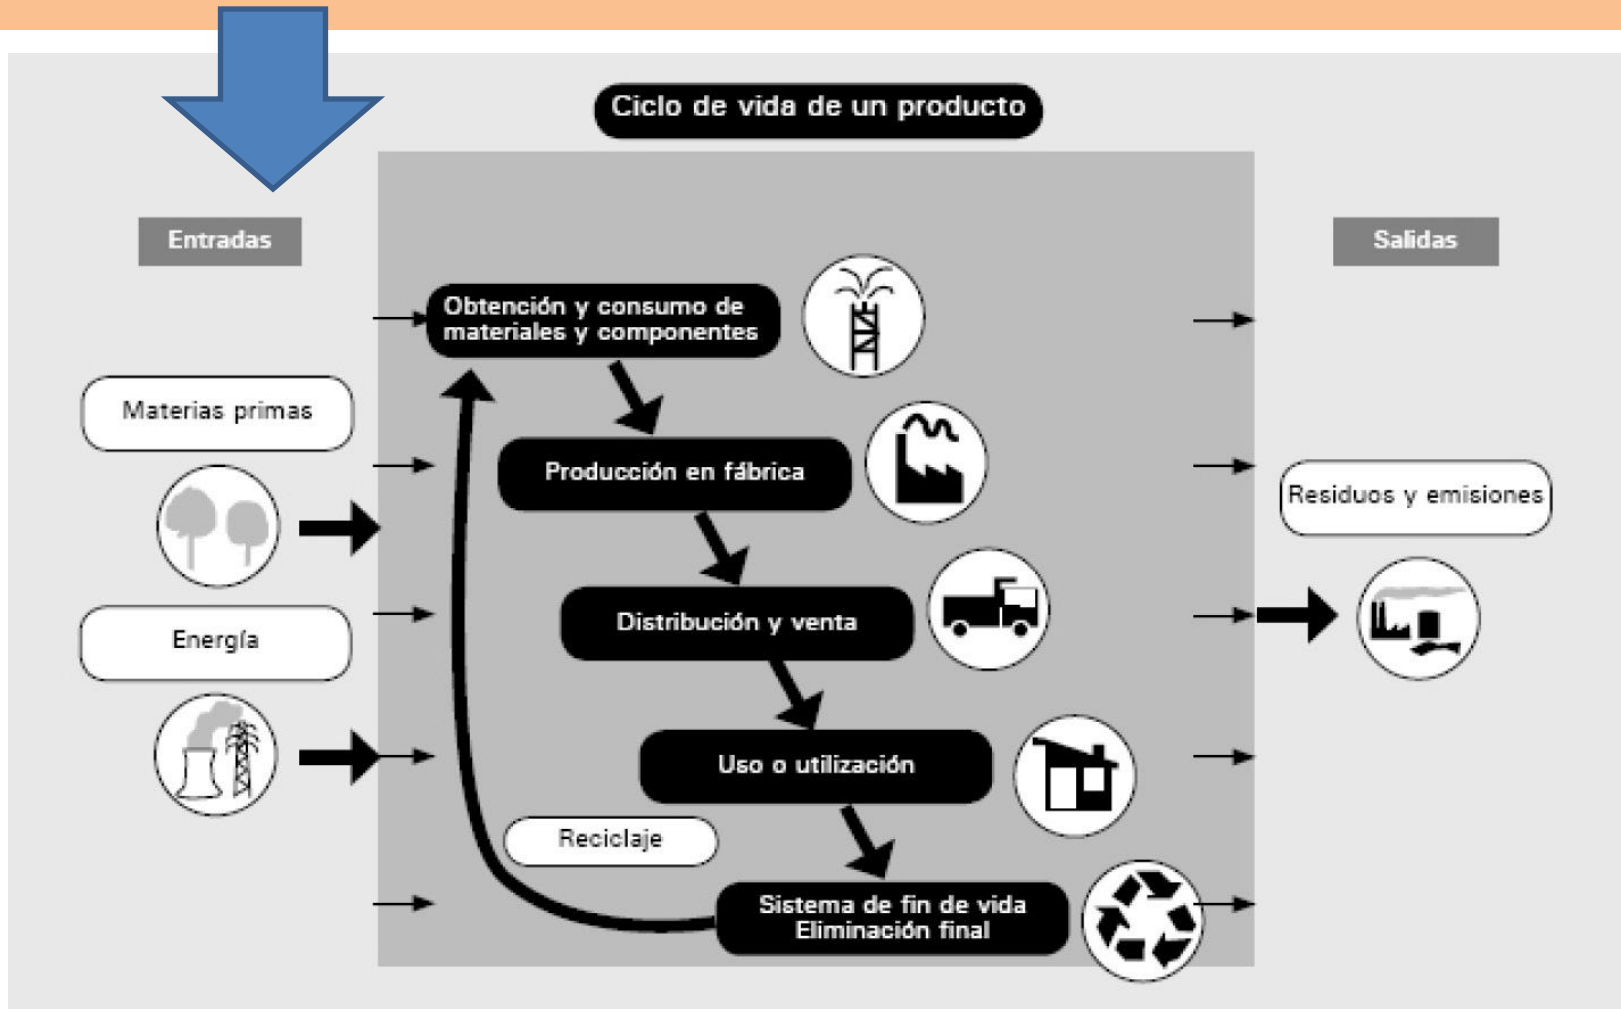 Ciclo de vida de un producto
Entradas
Salidas
Obtención y consumo de
materiales y componentes
Materias primas
Producción en fábrica
Residuos y emisiones
Distribución y venta
Energía
Uso o utilización
Reciclaje
Sistema de fin de vida
Eliminación final